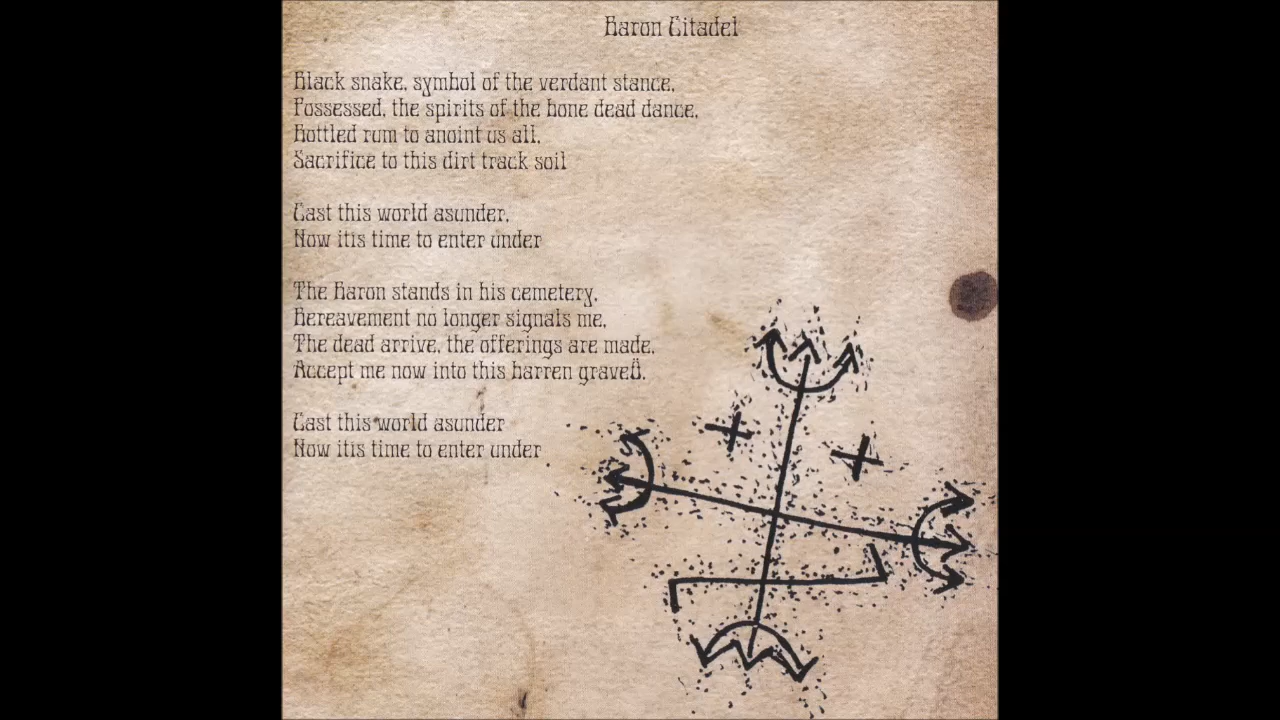 Baron Citadel
Black snake, symbol of the verdant stance,
Possessed, the spirits of the bone dead dance,
Bottled rum to anoint us all,
Sacrifice to this dirt track soil
Cast this world asunder,
Now itis time to enter under
The Baron stands in his cemetery,
Bereavement no longer signals me,
The dead arrive, the offerings are made,
Accept me now into this barren graveÖ.
Cast this world asunder
Now itis time to enter under